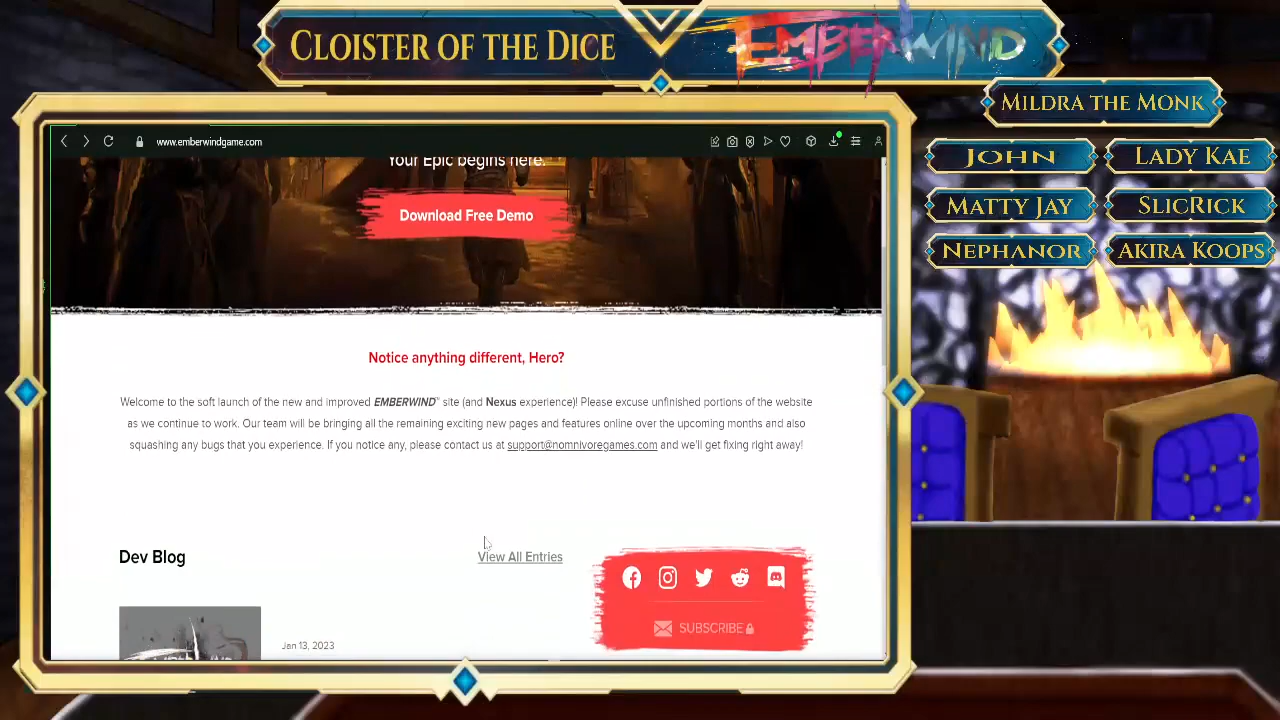 CLOISTER OF THE DICE
EMBERWIND
MILDRA THE MONK
JOHN
LADY KAE
MATTY JAY
SLICRICK
NEPHANOR
AKIRA KOOPS
www.emberwindgame.com
Your Epic begins here.
Download Free Demo
Notice anything different, Hero?
Welcome to the soft launch of the new and improved EMBERWIND™ site (and Nexus experience)! Please excuse unfinished portions of the website
as we continue to work. Our team will be bringing all the remaining exciting new pages and features online over the upcoming months and also
squashing any bugs that you experience. If you notice any, please contact us at support@nomnivoregames.com and we'll get fixing right away!
Dev Blog
View All Entries
SUBSCRIBE
Jan 13, 2023